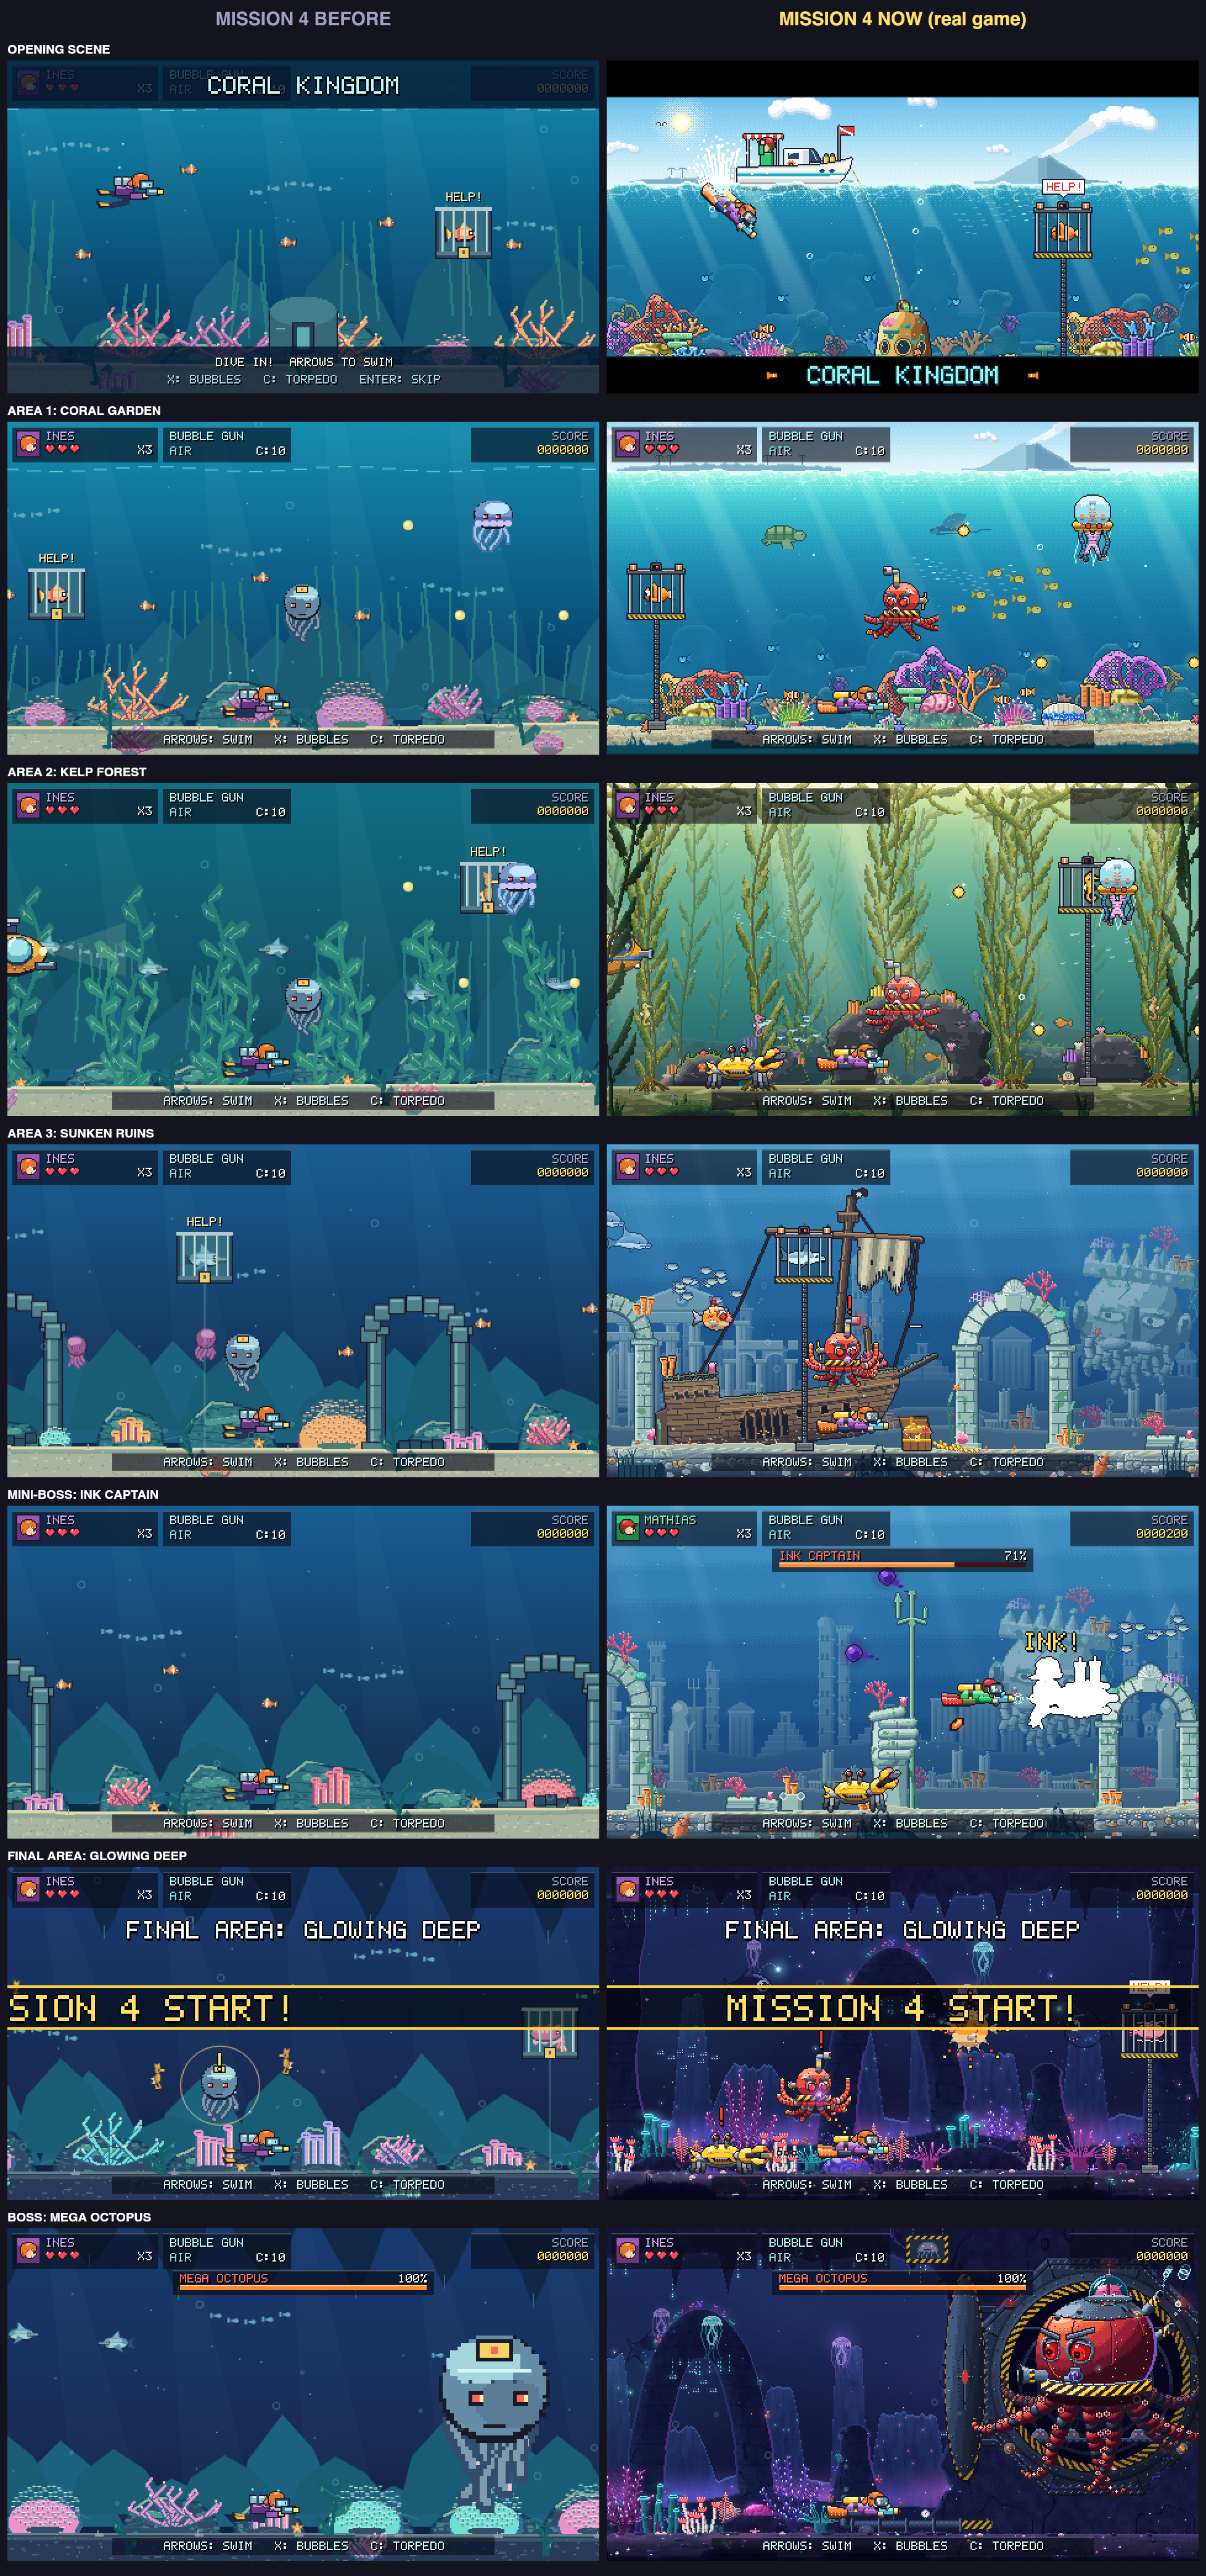 MISSION 4 BEFORE
MISSION 4 NOW (real game)
OPENING SCENE
INES
X3
BUBBLE GUN
AIR
SCORE
0000000
CORAL KINGDOM
HELP!
DIVE IN! ARROWS TO SWIM
X: BUBBLES C: TORPEDO ENTER: SKIP
HELP!
CORAL KINGDOM
AREA 1: CORAL GARDEN
INES
X3
BUBBLE GUN
AIR C:10
SCORE
0000000
HELP!
ARROWS: SWIM X: BUBBLES C: TORPEDO
INES
X3
BUBBLE GUN
AIR C:10
SCORE
0000000
ARROWS: SWIM X: BUBBLES C: TORPEDO
AREA 2: KELP FOREST
INES
X3
BUBBLE GUN
AIR C:10
SCORE
0000000
HELP!
ARROWS: SWIM X: BUBBLES C: TORPEDO
INES
X3
BUBBLE GUN
AIR C:10
SCORE
0000000
ARROWS: SWIM X: BUBBLES C: TORPEDO
AREA 3: SUNKEN RUINS
INES
X3
BUBBLE GUN
AIR C:10
SCORE
0000000
HELP!
ARROWS: SWIM X: BUBBLES C: TORPEDO
INES
X3
BUBBLE GUN
AIR C:10
SCORE
0000000
!
ARROWS: SWIM X: BUBBLES C: TORPEDO
MINI-BOSS: INK CAPTAIN
INES
X3
BUBBLE GUN
AIR C:10
SCORE
0000000
ARROWS: SWIM X: BUBBLES C: TORPEDO
MATHIAS
X3
BUBBLE GUN
AIR C:10
SCORE
0000200
INK CAPTAIN 71%
INK!
ARROWS: SWIM X: BUBBLES C: TORPEDO
FINAL AREA: GLOWING DEEP
INES
X3
BUBBLE GUN
AIR C:10
SCORE
0000000
FINAL AREA: GLOWING DEEP
SION 4 START!
!
ARROWS: SWIM X: BUBBLES C: TORPEDO
INES
X3
BUBBLE GUN
AIR C:10
SCORE
0000000
FINAL AREA: GLOWING DEEP
HELP!
MISSION 4 START!
!
!
ARROWS: SWIM X: BUBBLES C: TORPEDO
BOSS: MEGA OCTOPUS
INES
X3
BUBBLE GUN
AIR C:10
SCORE
0000000
MEGA OCTOPUS 100%
ARROWS: SWIM X: BUBBLES C: TORPEDO
INES
X3
BUBBLE GUN
AIR C:10
SCORE
0000000
MEGA OCTOPUS 100%
ARROWS: SWIM X: BUBBLES C: TORPEDO